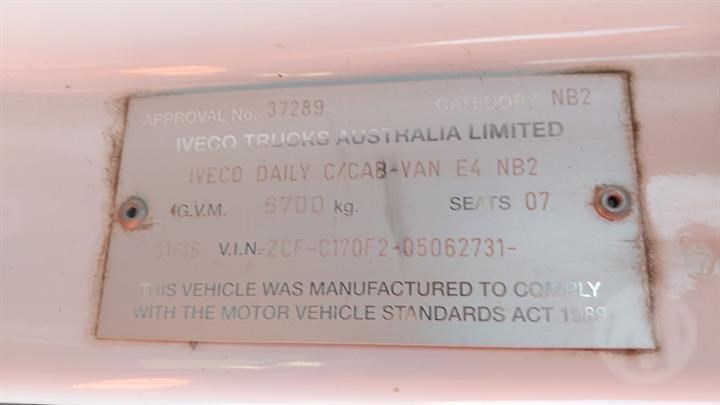 APPROVAL No. 37289 CATEGORY NB2
IVECO TRUCKS AUSTRALIA LIMITED
IVECO DAILY C/CAB-VAN E4 NB2
G.V.M. 6700 kg. SEATS 07
01/15 V.I.N. ZCF-C170F2-05062731-
THIS VEHICLE WAS MANUFACTURED TO COMPLY
WITH THE MOTOR VEHICLE STANDARDS ACT 1989